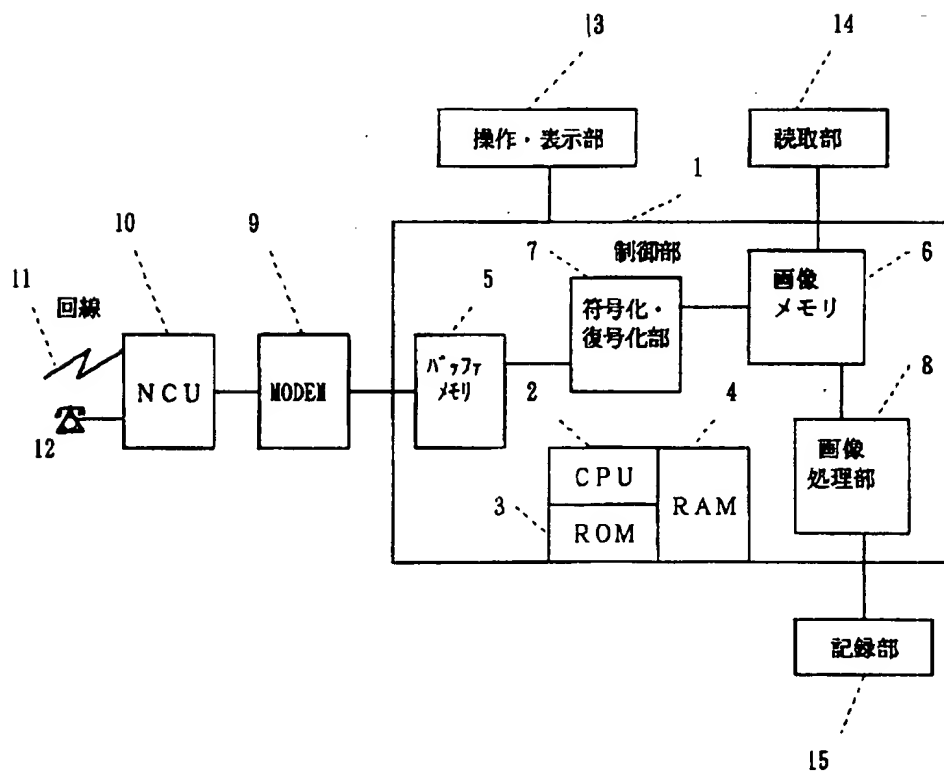 13
14
操作・表示部
読取部
1
10
9
制御部
7
6
11
回線
5
画像
メモリ
符号化・
復号化部
バッファ
メモリ
2
4
8
NCU
MODEM
12
画像
処理部
CPU
RAM
3
ROM
記録部
15